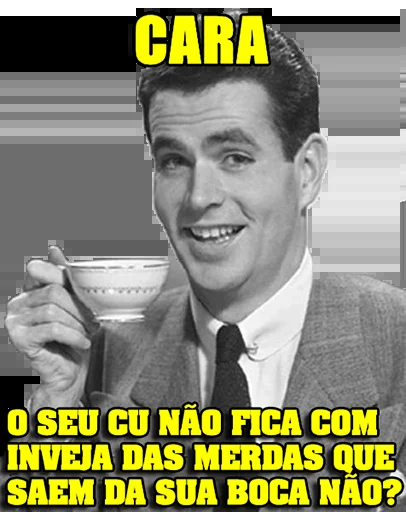 CARA
O SEU CU NÃO FICA COM
INVEJA DAS MERDAS QUE
SAEM DA SUA BOCA NÃO?